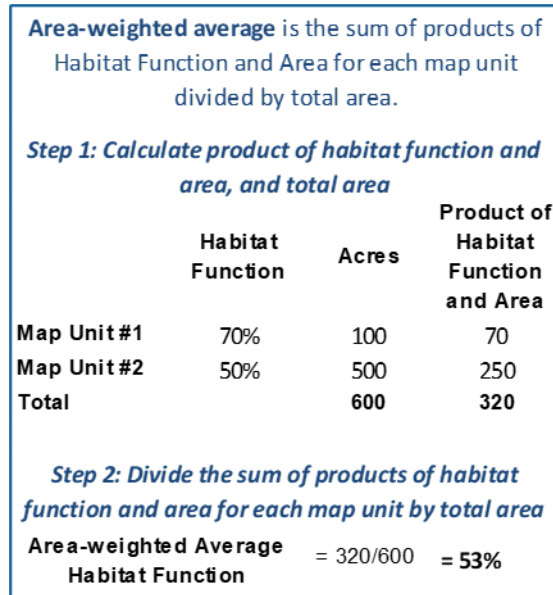 Area-weighted average is the sum of products of
Habitat Function and Area for each map unit
divided by total area.
Step 1: Calculate product of habitat function and
area, and total area
Habitat Function Acres Product of Habitat Function and Area
Map Unit #1 70% 100 70
Map Unit #2 50% 500 250
Total 600 320
Step 2: Divide the sum of products of habitat
function and area for each map unit by total area
Area-weighted Average
Habitat Function = 320/600 = 53%